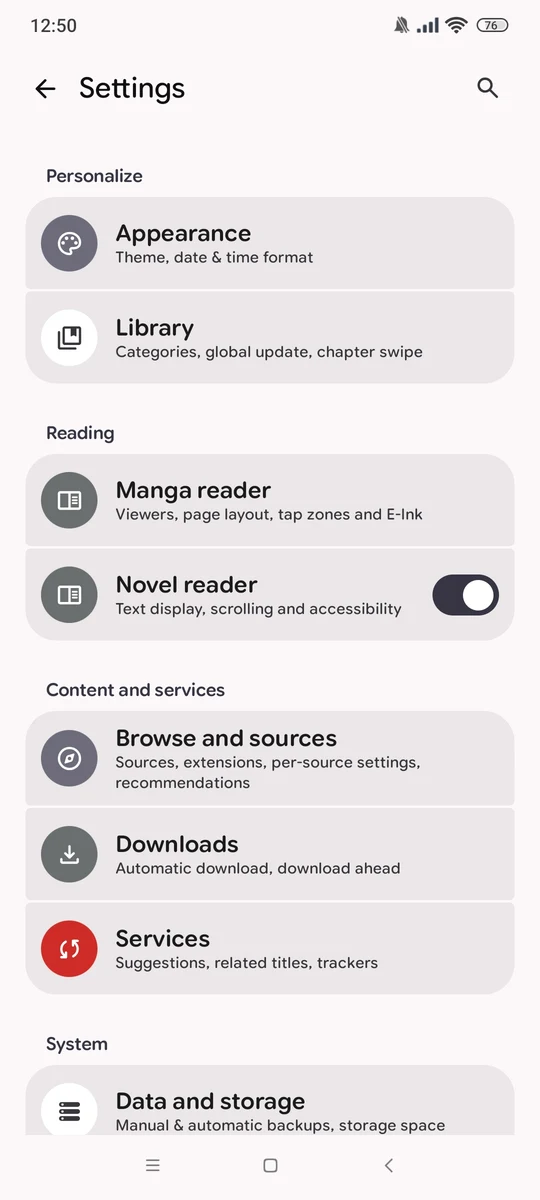 12:50
76
Settings
Personalize
Appearance
Theme, date & time format
Library
Categories, global update, chapter swipe
Reading
Manga reader
Viewers, page layout, tap zones and E-Ink
Novel reader
Text display, scrolling and accessibility
Content and services
Browse and sources
Sources, extensions, per-source settings,
recommendations
Downloads
Automatic download, download ahead
Services
Suggestions, related titles, trackers
System
Data and storage
Manual & automatic backups, storage space